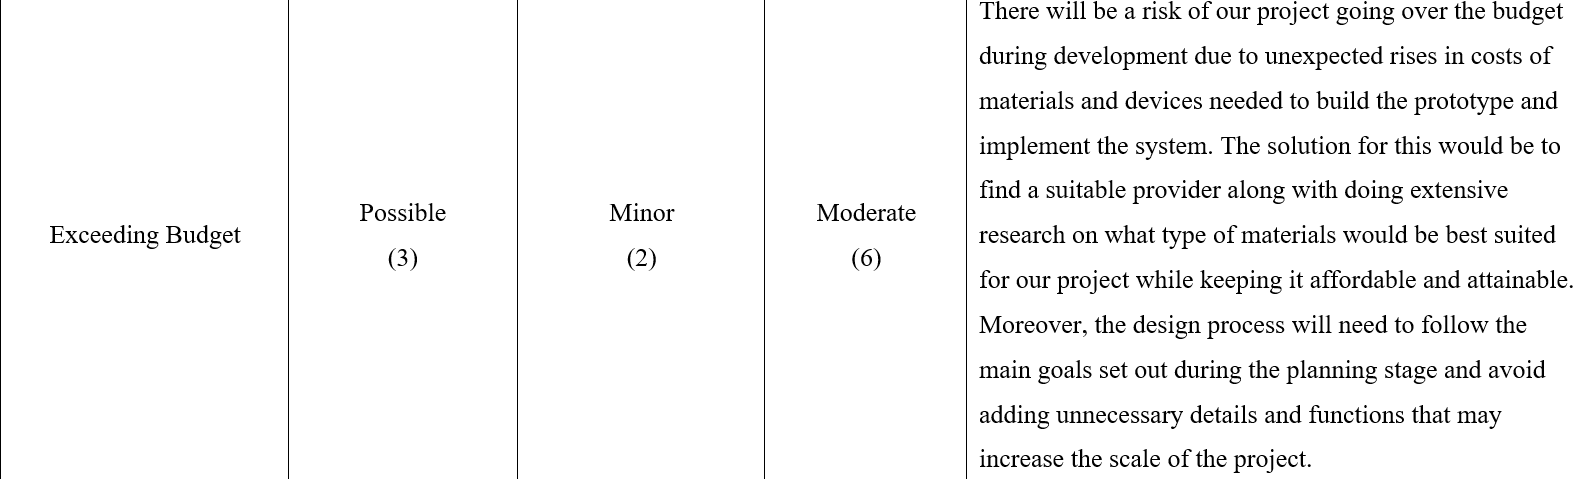 Exceeding Budget
Possible
(3)
Minor
(2)
Moderate
(6)
There will be a risk of our project going over the budget
during development due to unexpected rises in costs of
materials and devices needed to build the prototype and
implement the system. The solution for this would be to
find a suitable provider along with doing extensive
research on what type of materials would be best suited
for our project while keeping it affordable and attainable.
Moreover, the design process will need to follow the
main goals set out during the planning stage and avoid
adding unnecessary details and functions that may
increase the scale of the project.